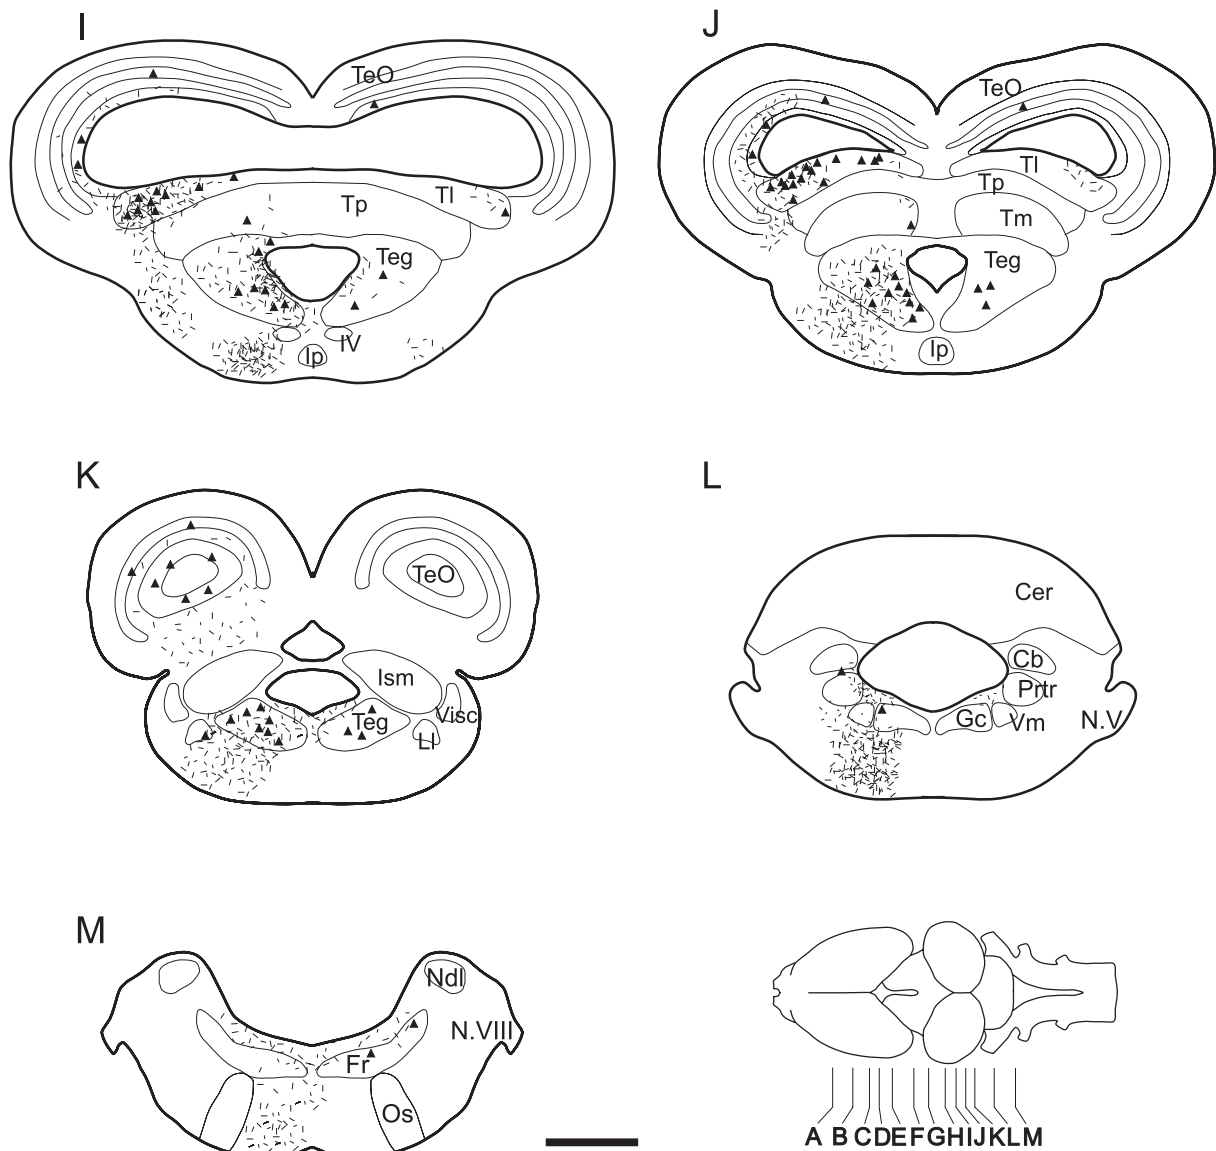 I
TeO
Tp
Tl
Teg
IV
Ip
J
TeO
Tl
Tp
Tm
Teg
Ip
K
TeO
Ism
Teg
Visc
Ll
L
Cer
Cb
Prtr
Gc
Vm
N.V
M
Ndl
N.VIII
Fr
Os
A B C D E F G H I J K L M